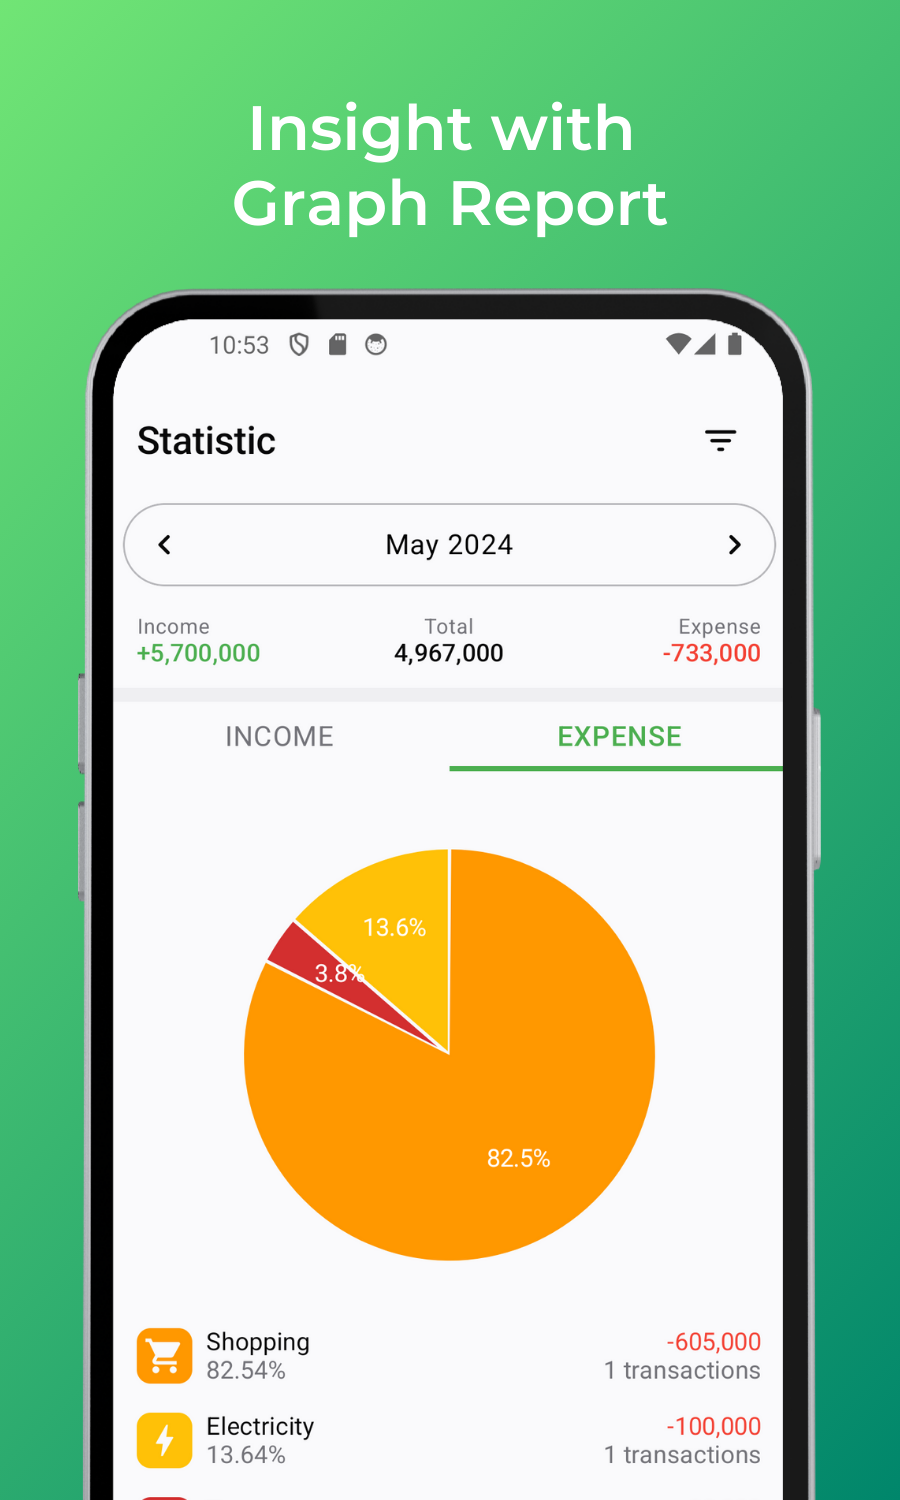 Insight with
Graph Report
10:53
Statistic
May 2024
Income Total Expense
+5,700,000 4,967,000 -733,000
INCOME EXPENSE
13.6%
3.8%
82.5%
Shopping -605,000
82.54% 1 transactions
Electricity -100,000
13.64% 1 transactions